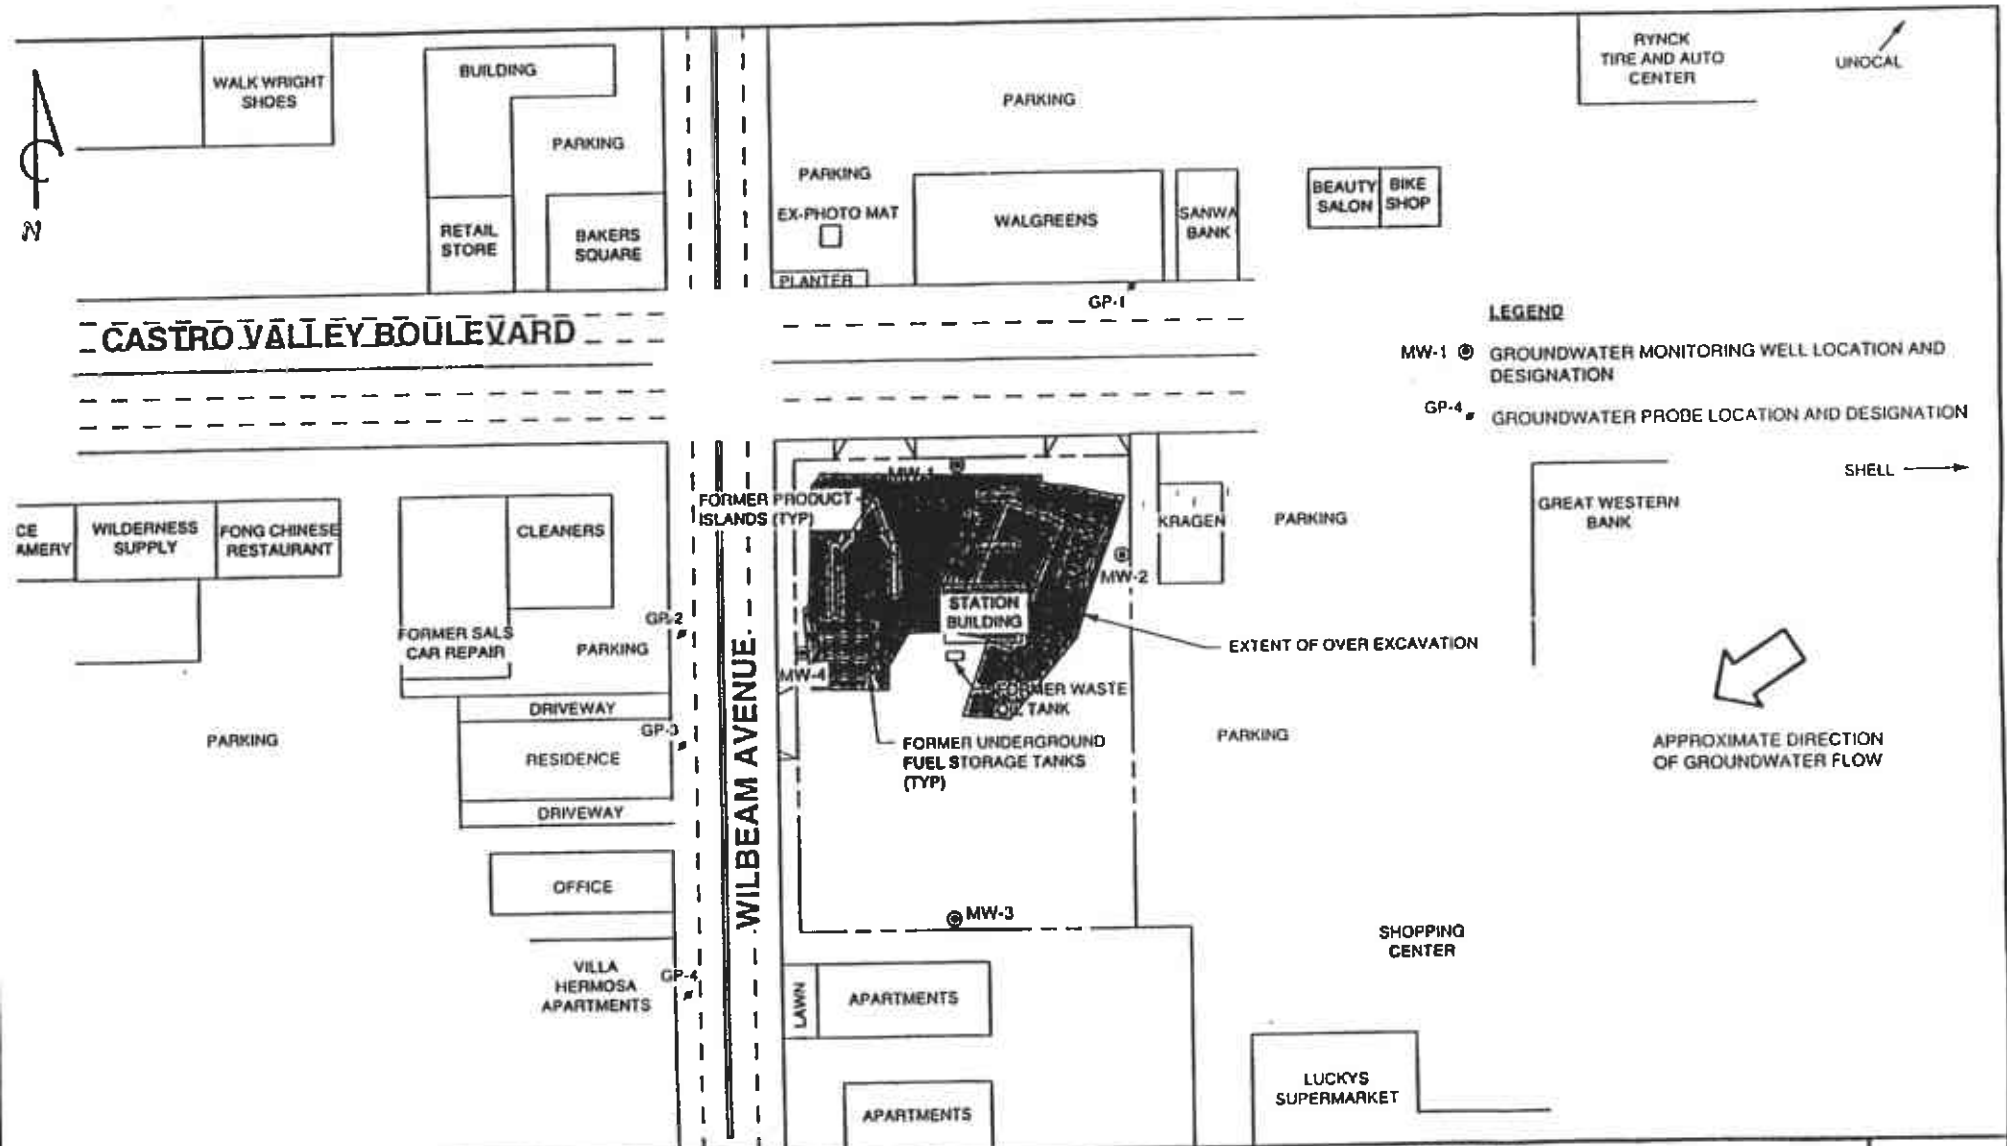 RYNCK
TIRE AND AUTO
CENTER
UNOCAL
WALK WRIGHT
SHOES
BUILDING
PARKING
PARKING
PARKING
EX-PHOTO MAT
WALGREENS
SANWA
BANK
BEAUTY
SALON
BIKE
SHOP
N
RETAIL
STORE
BAKERS
SQUARE
PLANTER
GP-1
CASTRO VALLEY BOULEVARD
LEGEND
MW-1 GROUNDWATER MONITORING WELL LOCATION AND
DESIGNATION
GP-4 GROUNDWATER PROBE LOCATION AND DESIGNATION
SHELL
MW-1
FORMER PRODUCT
ISLANDS (TYP)
CE
AMERY
WILDERNESS
SUPPLY
FONG CHINESE
RESTAURANT
CLEANERS
KRAGEN
PARKING
GREAT WESTERN
BANK
MW-2
STATION
BUILDING
GP-2
FORMER SALS
CAR REPAIR
PARKING
EXTENT OF OVER EXCAVATION
MW-4
FORMER WASTE
OIL TANK
DRIVEWAY
GP-3
PARKING
RESIDENCE
FORMER UNDERGROUND
FUEL STORAGE TANKS
(TYP)
PARKING
APPROXIMATE DIRECTION
OF GROUNDWATER FLOW
DRIVEWAY
WILBEAM AVENUE
OFFICE
MW-3
SHOPPING
CENTER
VILLA
HERMOSA
APARTMENTS
GP-4
LAWN
APARTMENTS
LUCKYS
SUPERMARKET
APARTMENTS